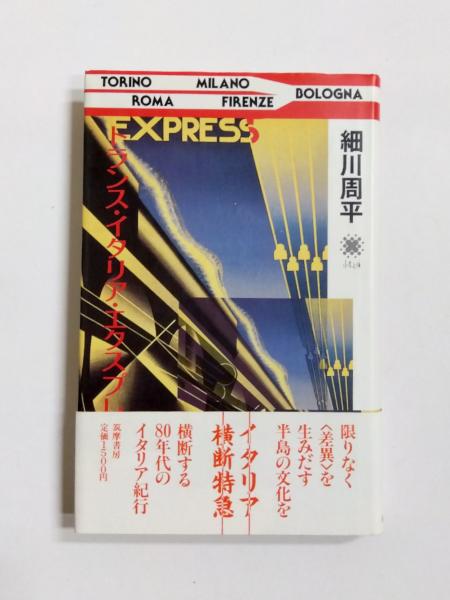 TORINO MILANO
ROMA FIRENZE BOLOGNA
EXPRESS
細川周平
トランス・イタリア・エクスプレ
限りなく
〈差異〉を
生みだす
半島の文化を
イタリア
横断特急
横断する
80年代の
イタリア紀行
筑摩書房
定価1500円